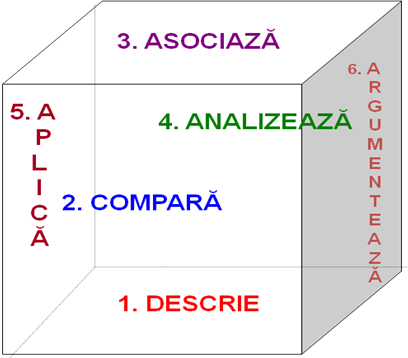 3. ASOCIAZĂ
6. ARGUMENTEAZĂ
5. APLICĂ
4. ANALIZEAZĂ
2. COMPARĂ
1. DESCRIE